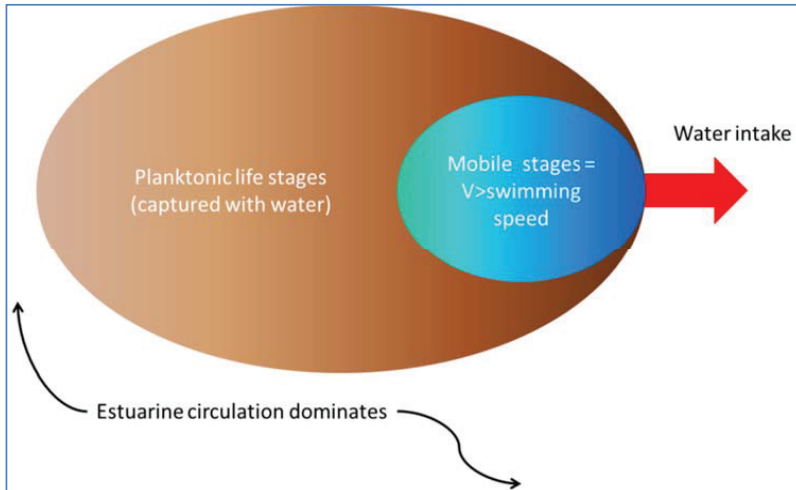 Water intake
Planktonic life stages
(captured with water)
Mobile stages =
V>swimming
speed
Estuarine circulation dominates